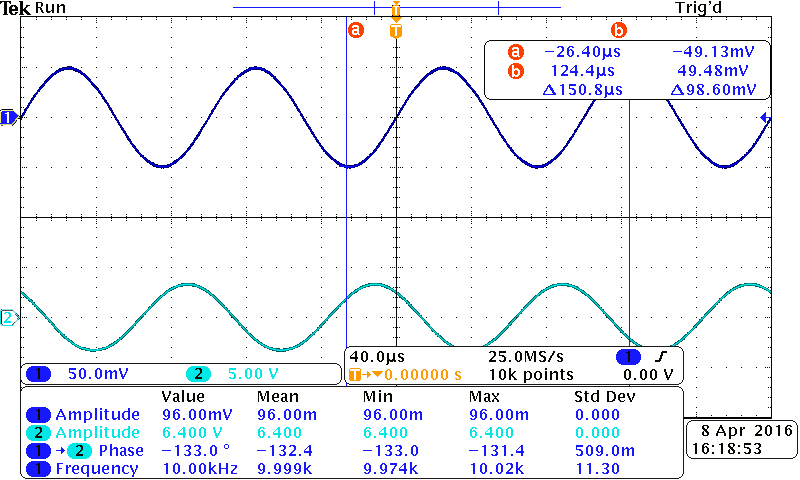 Tek Run Trig'd
T
a T b
a −26.40µs −49.13mV
b 124.4µs 49.48mV
Δ150.8µs Δ98.60mV
1
2
40.0µs 25.0MS/s 1
T→▼0.00000 s 10k points 0.00 V
1 50.0mV 2 5.00 V
Value Mean Min Max Std Dev
1 Amplitude 96.00mV 96.00m 96.00m 96.00m 0.000
2 Amplitude 6.400 V 6.400 6.400 6.400 0.000
1 → 2 Phase −133.0 ° −132.4 −133.0 −131.4 509.0m
1 Frequency 10.00kHz 9.999k 9.974k 10.02k 11.30
8 Apr 2016
16:18:53